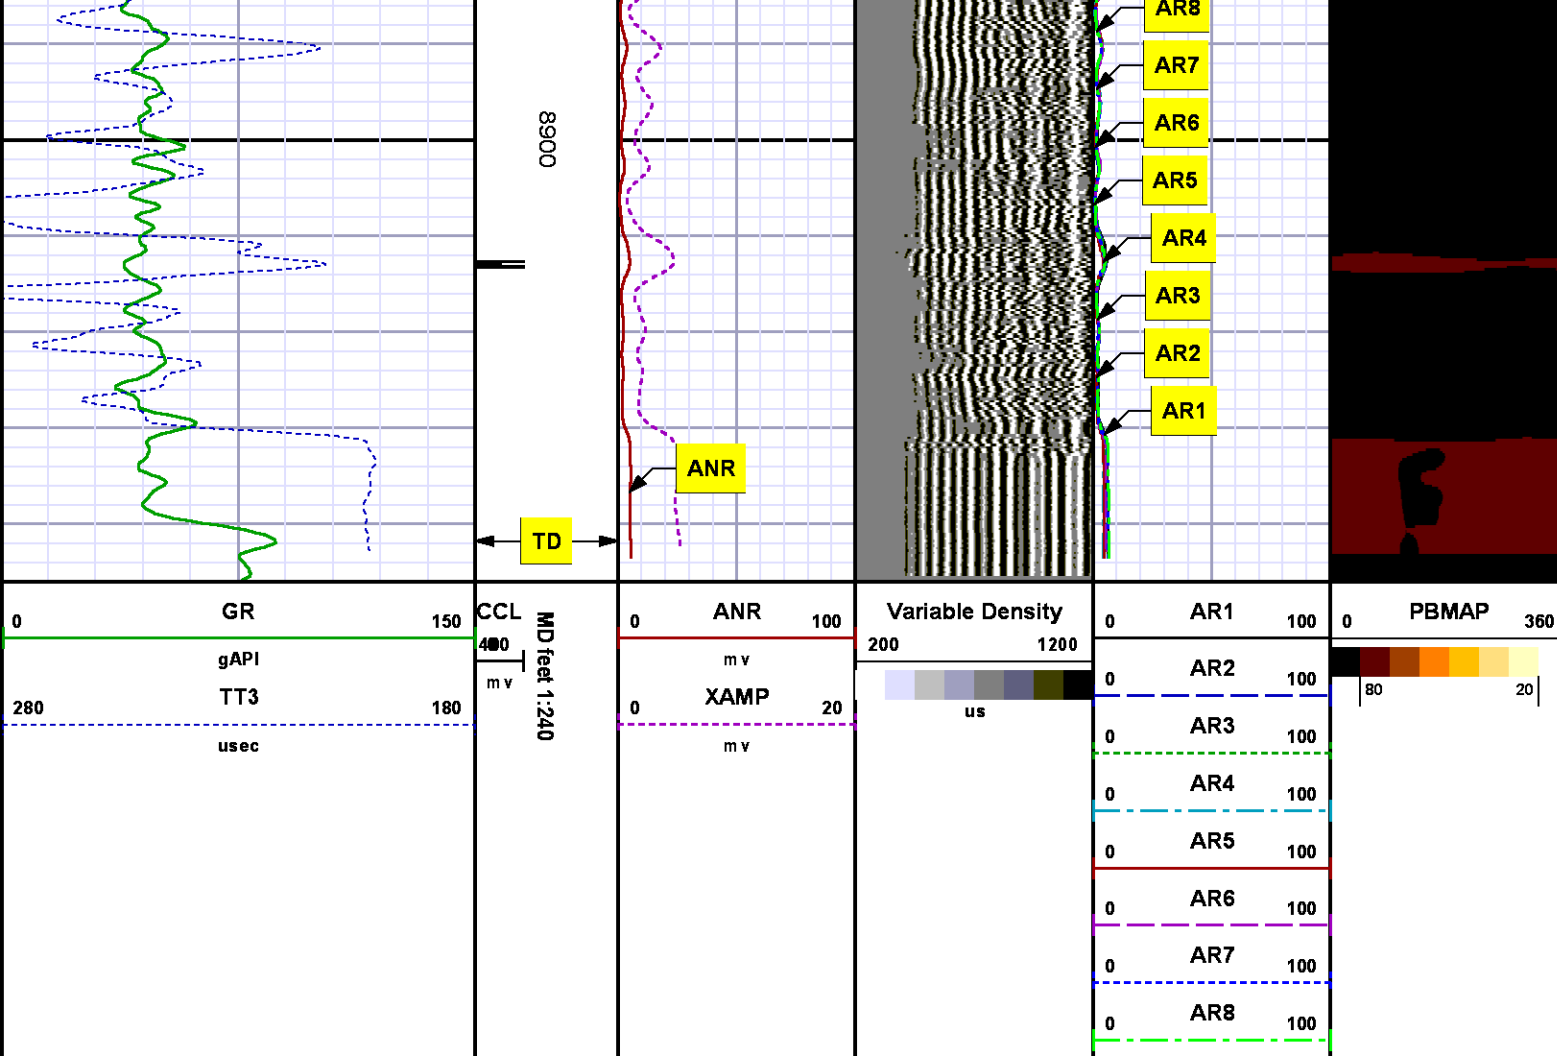 AR8
AR7
8900
AR6
AR5
AR4
AR3
AR2
AR1
ANR
TD
GR
0 150
gAPI
TT3
280 180
usec
CCL
mv
MD feet 1:240
ANR
0 100
mv
XAMP
0 20
mv
Variable Density
200 1200
us
AR1
0 100
AR2
0 100
AR3
0 100
AR4
0 100
AR5
0 100
AR6
0 100
AR7
0 100
AR8
0 100
PBMAP
0 360
80 20